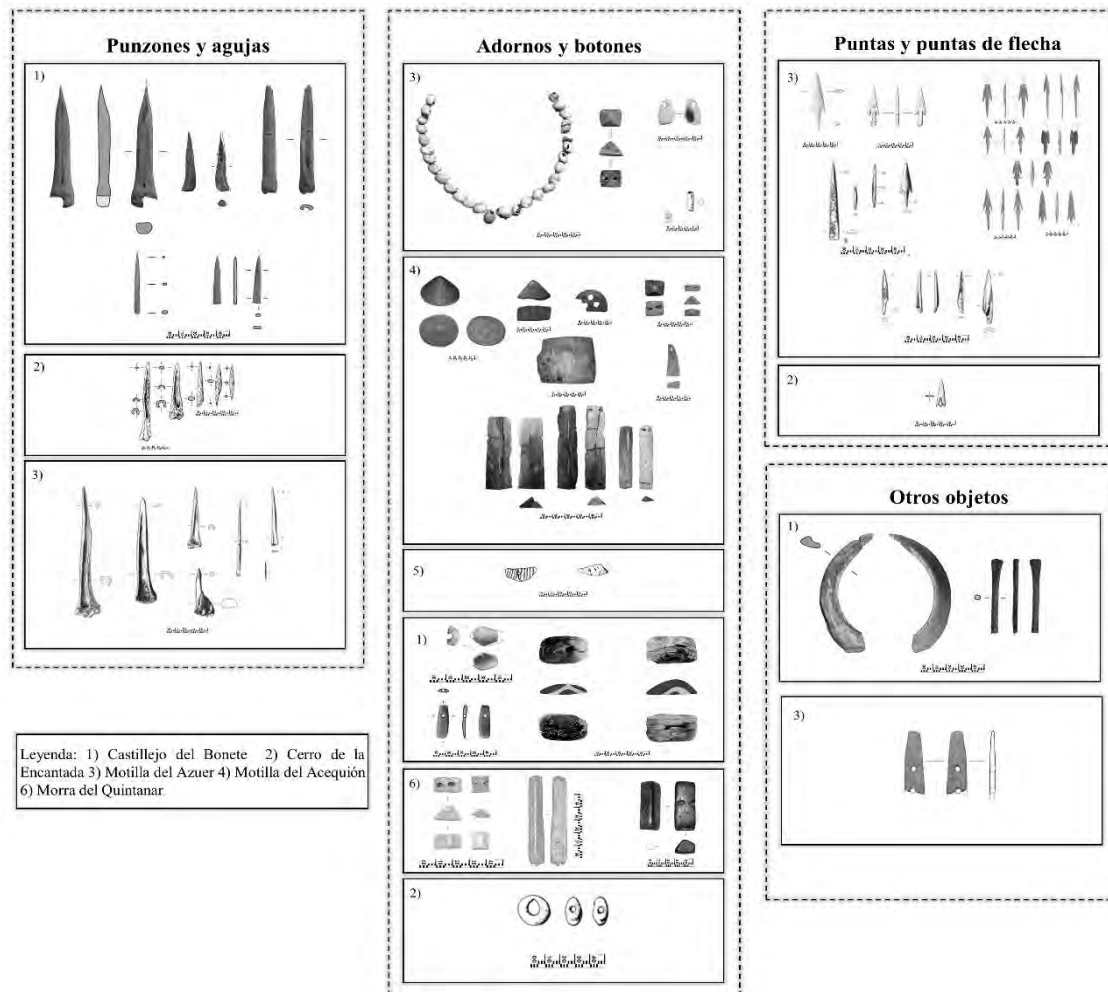 Punzones y agujas
1)
2)
3)
Leyenda: 1) Castillejo del Bonete 2) Cerro de la
Encantada 3) Motilla del Azuer 4) Motilla del Acequión
6) Morra del Quintanar
Adornos y botones
3)
4)
5)
1)
6)
2)
Puntas y puntas de flecha
3)
2)
Otros objetos
1)
3)